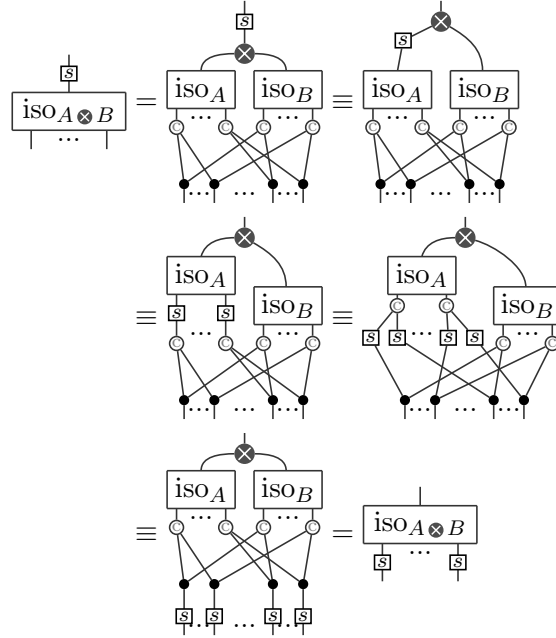 s
⊗
s
iso_A iso_B
s
⊗
iso_{A⊗B} = iso_A iso_B ≡
... ... ...
c c c c c c c c
... ... ... ... ... ...
⊗ ⊗
iso_A iso_A
s s iso_B ≡ c c iso_B
≡ ... ... ... ...
c c c c s s s s c c
... ... ... ... ... ...
⊗
iso_A iso_B
≡ ... ... = iso_{A⊗B}
c c c c s ... s
s s s s
... ... ...